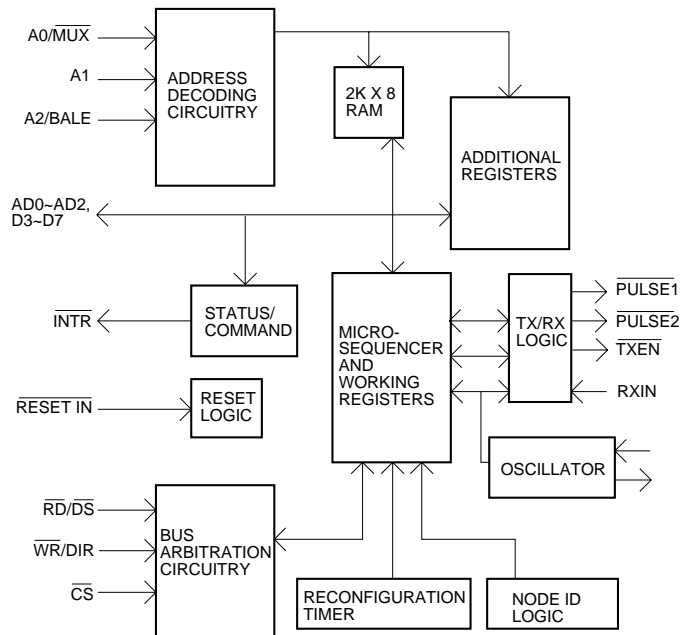 A0/MUX
A1
A2/BALE
ADDRESS
DECODING
CIRCUITRY
2K X 8
RAM
ADDITIONAL
REGISTERS
AD0~AD2,
D3~D7
INTR
STATUS/
COMMAND
RESET IN
RESET
LOGIC
MICRO-
SEQUENCER
AND
WORKING
REGISTERS
TX/RX
LOGIC
PULSE1
PULSE2
TXEN
RXIN
OSCILLATOR
RD/DS
WR/DIR
CS
BUS
ARBITRATION
CIRCUITRY
RECONFIGURATION
TIMER
NODE ID
LOGIC